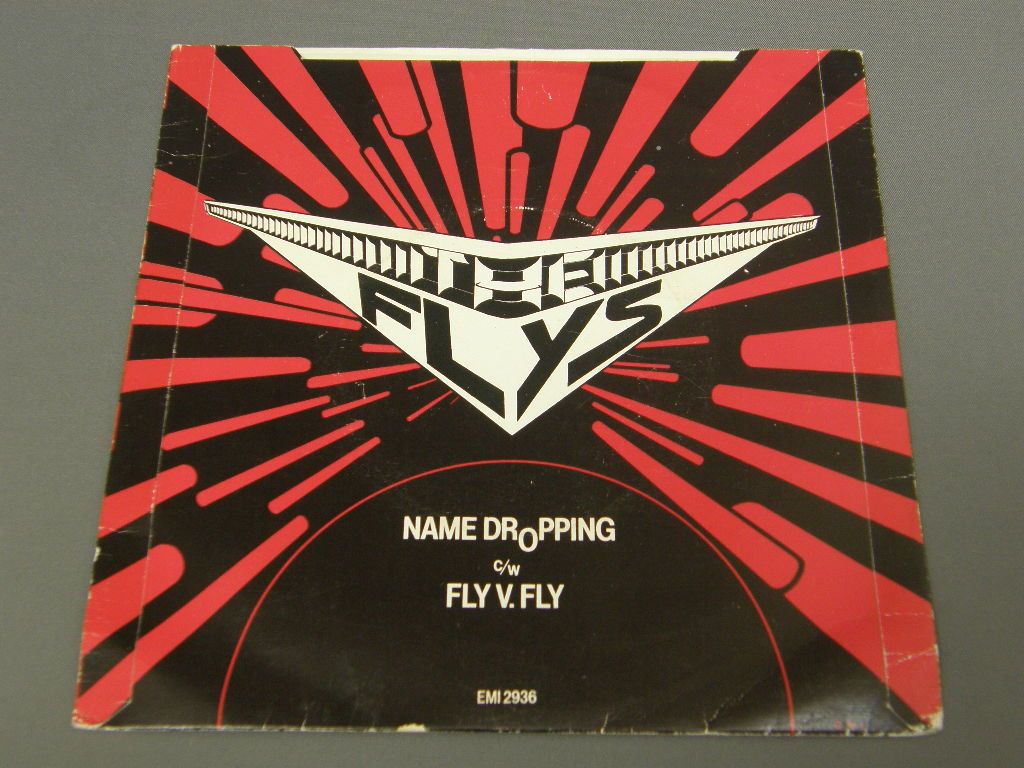 THE
FLYS
NAME DROPPING
c/w
FLY V. FLY
EMI 2936